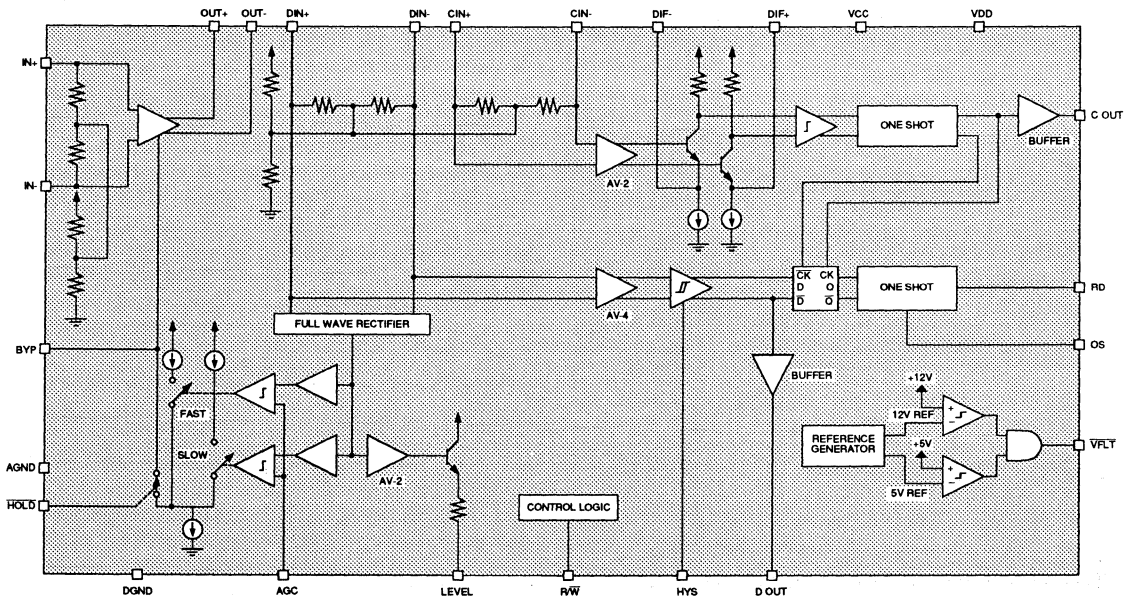 OUT+ OUT- DIN+ DIN- CIN+ CIN- DIF- DIF+ VCC VDD
IN+
IN-
ONE SHOT
C OUT
BUFFER
AV-2
CK CK
D O
D O
ONE SHOT
RD
AV-4
OS
FULL WAVE RECTIFIER
BYP
BUFFER
FAST
SLOW
AV-2
+12V
12V REF
+
-
REFERENCE
GENERATOR
+5V
5V REF
+
-
VFLT
AGND
HOLD
CONTROL LOGIC
DGND AGC LEVEL R/W HYS D OUT